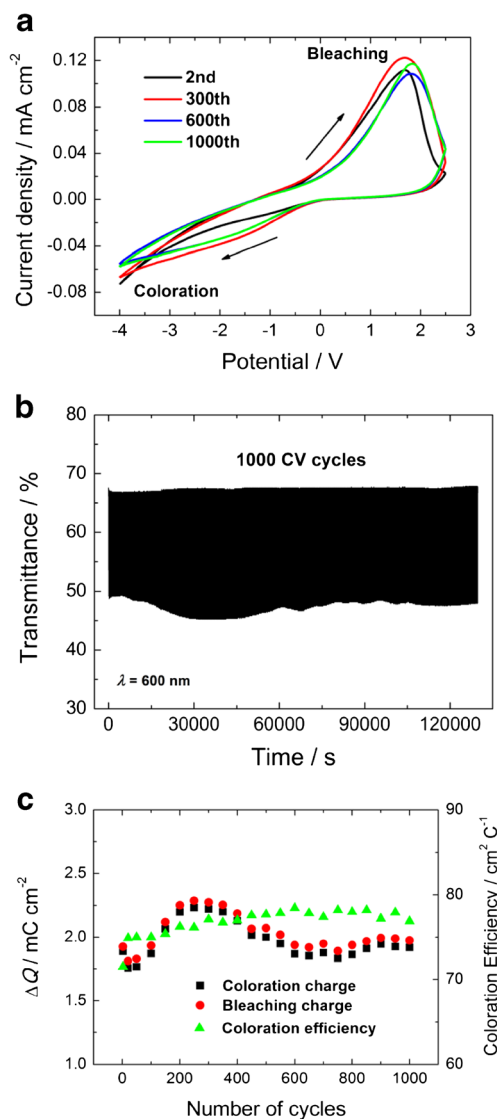 a
Current density / mA cm-2
0.12
0.08
0.04
0.00
-0.04
-0.08
Bleaching
2nd
300th
600th
1000th
Coloration
-4 -3 -2 -1 0 1 2 3
Potential / V
b
Transmittance / %
80
70
60
50
40
30
1000 CV cycles
λ = 600 nm
0 30000 60000 90000 120000
Time / s
c
ΔQ / mC cm-2
3.0
2.5
2.0
1.5
1.0
Coloration charge
Bleaching charge
Coloration efficiency
90
80
70
60
Coloration Efficiency / cm2 C-1
0 200 400 600 800 1000
Number of cycles